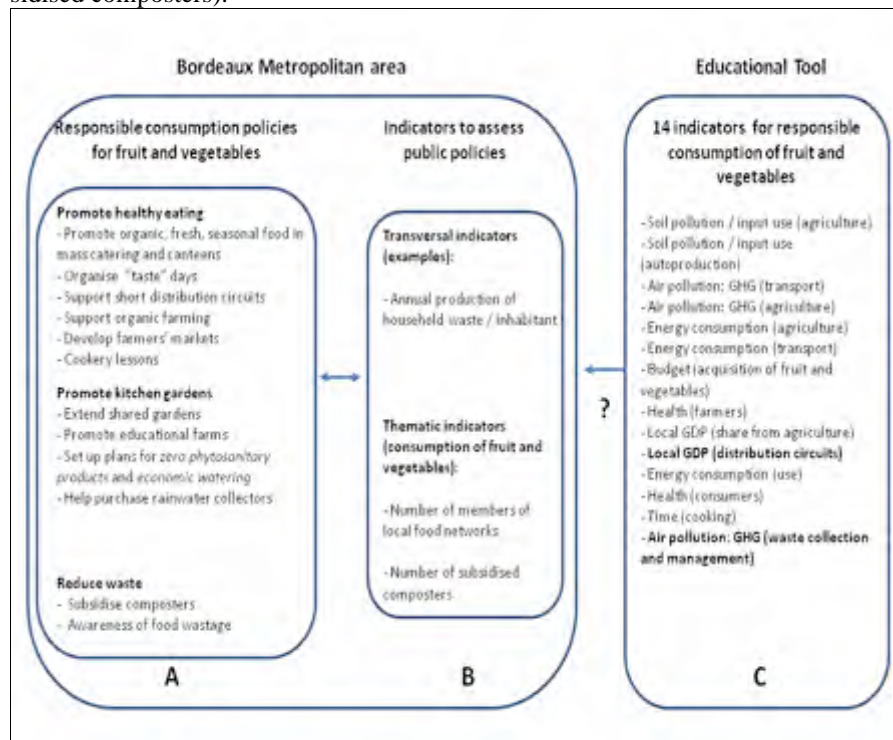 sidised composters).
Bordeaux Metropolitan area
Educational Tool
Responsible consumption policies
for fruit and vegetables
Promote healthy eating
- Promote organic, fresh, seasonal food in
mass catering and canteens
- Organise "taste" days
- Support short distribution circuits
- Support organic farming
- Develop farmers' markets
- Cookery lessons
Promote kitchen gardens
- Extend shared gardens
- Promote educational farms
- Set up plans for zero phytosanitary
products and economic watering
- Help purchase rainwater collectors
Reduce waste
- Subsidise composters
- Awareness of food wastage
A
Indicators to assess
public policies
Transversal indicators
(examples):
- Annual production of
household waste / inhabitant
Thematic indicators
(consumption of fruit and
vegetables):
- Number of members of
local food networks
- Number of subsidised
composters
B
?
14 indicators for responsible
consumption of fruit and
vegetables
- Soil pollution / input use (agriculture)
- Soil pollution / input use
(autoproduction)
- Air pollution: GHG (transport)
- Air pollution: GHG (agriculture)
- Energy consumption (agriculture)
- Energy consumption (transport)
- Budget (acquisition of fruit and
vegetables)
- Health (farmers)
- Local GDP (share from agriculture)
- Local GDP (distribution circuits)
- Energy consumption (use)
- Health (consumers)
- Time (cooking)
- Air pollution: GHG (waste collection
and management)
C